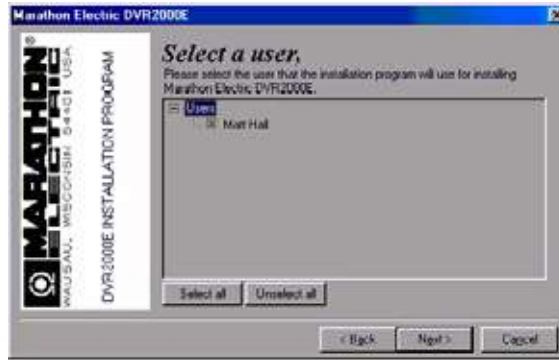 Marathon Electric DVR2000E
MARATHON®
ELECTRIC
WAUSAU, WISCONSIN 54401 USA
DVR2000E INSTALLATION PROGRAM
Select a user,
Please select the user that the installation program will use for installing
Marathon Electric DVR2000E.
Users
Matt Hall
Select all
Unselect all
< Back
Next >
Cancel